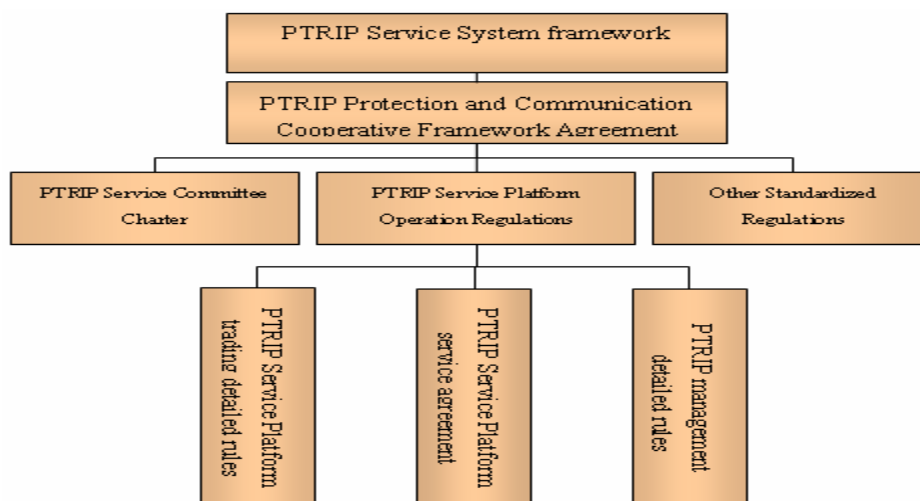 PTRIP Service System framework
PTRIP Protection and Communication
Cooperative Framework Agreement
PTRIP Service Committee
Charter
PTRIP Service Platform
Operation Regulations
Other Standardized
Regulations
PTRIP Service Platform
trading detailed rules
PTRIP Service Platform
service agreement
PTRIP management
detailed rules